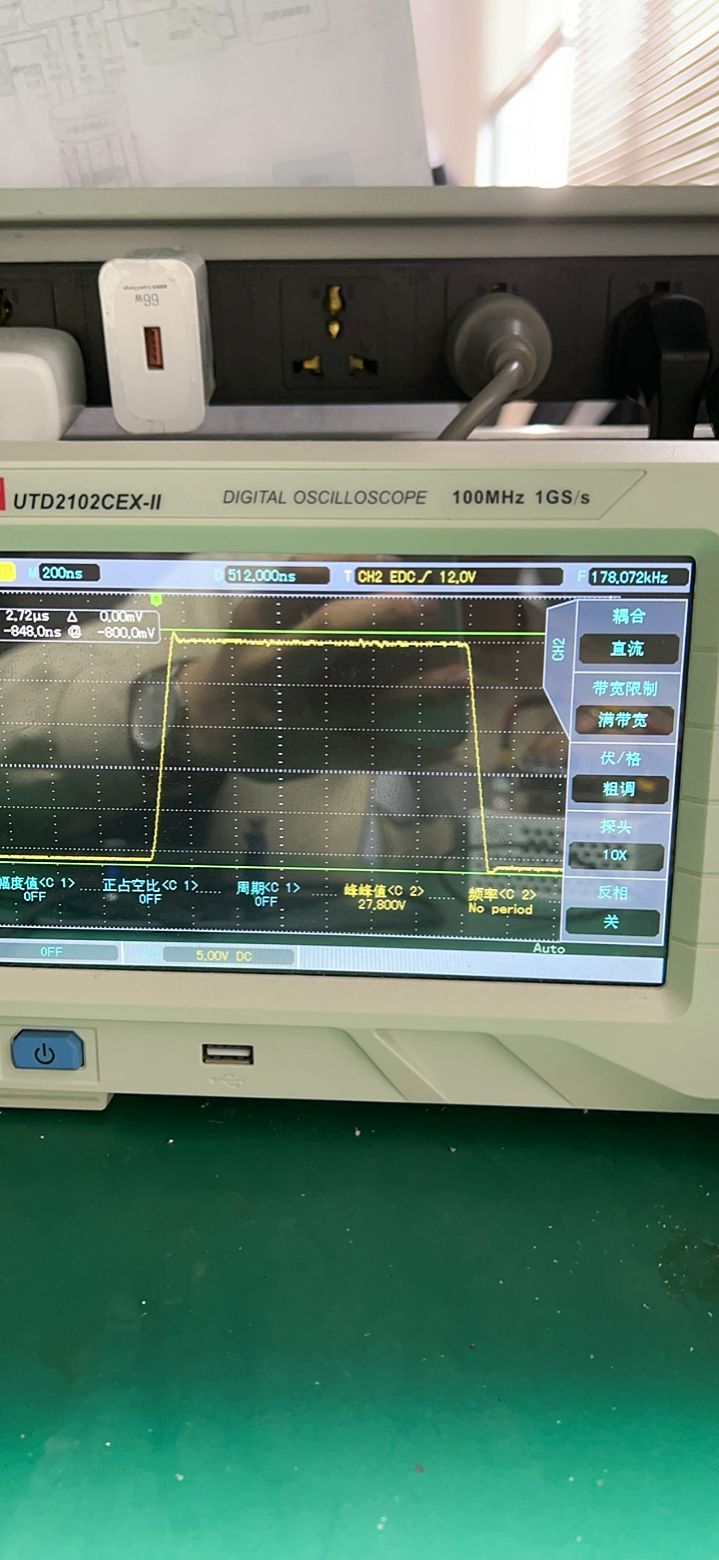 66W
UTD2102CEX-II
DIGITAL OSCILLOSCOPE
100MHz 1GS/s
M 200ns
D 512.000ns
T CH2 EDC 12.0V
F 178.072kHz
2.72μs Δ 0.00mV
-848.0ns @ -800.0mV
CH2
耦合
直流
带宽限制
满带宽
伏/格
粗调
探头
10X
反相
关
幅度值<C 1>
OFF
正占空比<C 1>
OFF
周期<C 1>
OFF
峰峰值<C 2>
27.800V
频率<C 2>
No period
OFF
5.00V DC
Auto